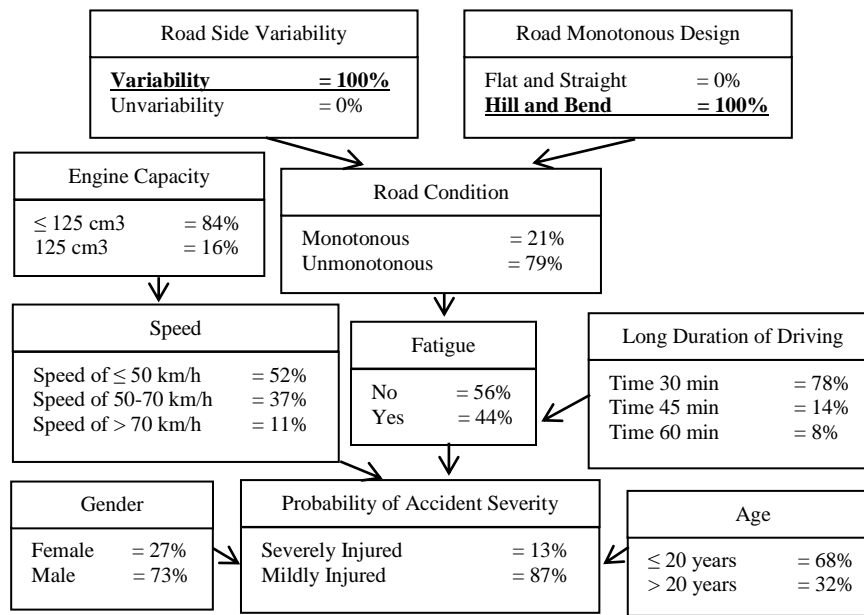 Road Side Variability
Variability = 100%
Unvariability = 0%
Road Monotonous Design
Flat and Straight = 0%
Hill and Bend = 100%
Engine Capacity
≤ 125 cm3 = 84%
125 cm3 = 16%
Road Condition
Monotonous = 21%
Unmonotonous = 79%
Speed
Speed of ≤ 50 km/h = 52%
Speed of 50-70 km/h = 37%
Speed of > 70 km/h = 11%
Fatigue
No = 56%
Yes = 44%
Long Duration of Driving
Time 30 min = 78%
Time 45 min = 14%
Time 60 min = 8%
Gender
Female = 27%
Male = 73%
Probability of Accident Severity
Severely Injured = 13%
Mildly Injured = 87%
Age
≤ 20 years = 68%
> 20 years = 32%